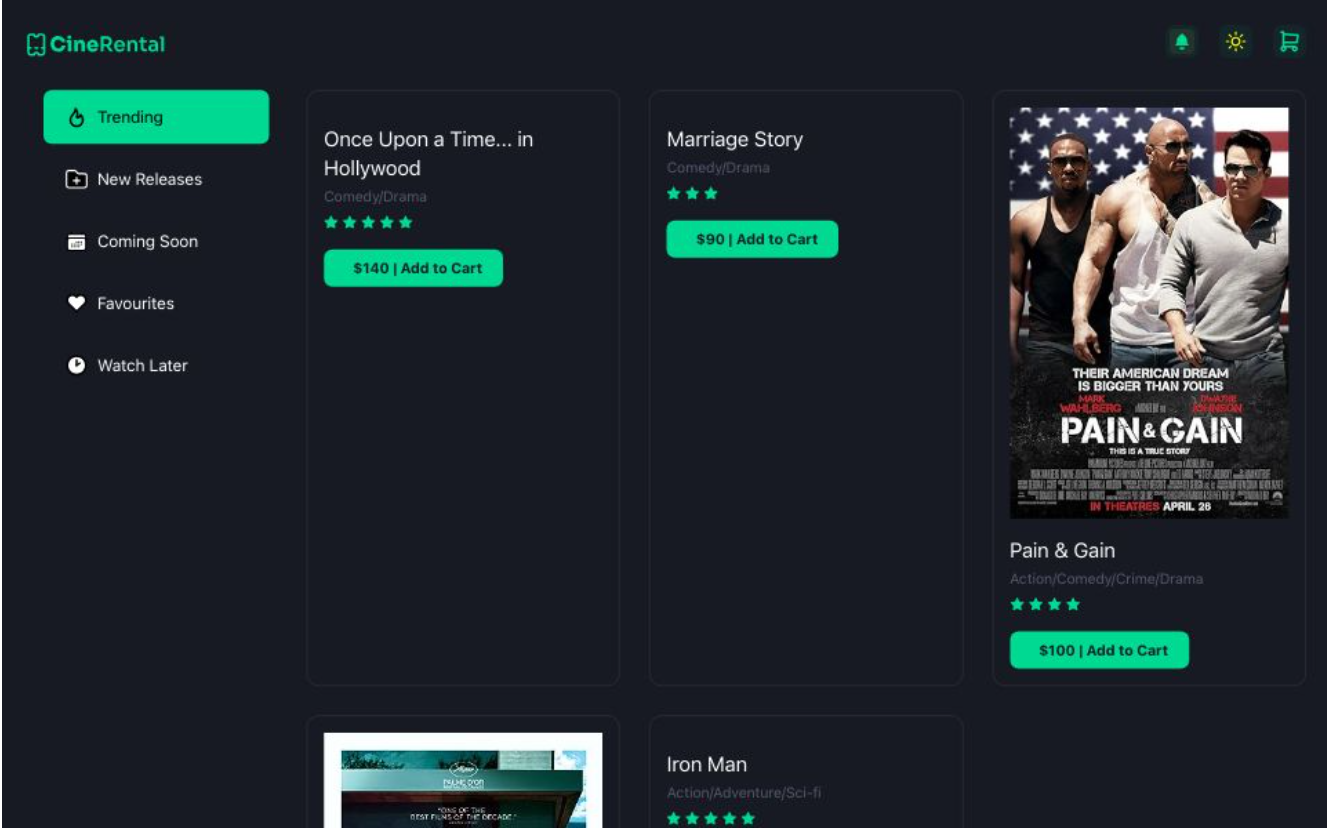 CineRental
Trending
New Releases
Coming Soon
Favourites
Watch Later
Once Upon a Time... in
Hollywood
Comedy/Drama
$140 | Add to Cart
Marriage Story
Comedy/Drama
$90 | Add to Cart
THEIR AMERICAN DREAM
IS BIGGER THAN YOURS
MARK
WAHLBERG
DWAYNE
JOHNSON
PAIN & GAIN
THIS IS A TRUE STORY
IN THEATRES APRIL 26
Pain & Gain
Action/Comedy/Crime/Drama
$100 | Add to Cart
PALME D'OR
"ONE OF THE
BEST FILMS OF THE DECADE."
Iron Man
Action/Adventure/Sci-fi